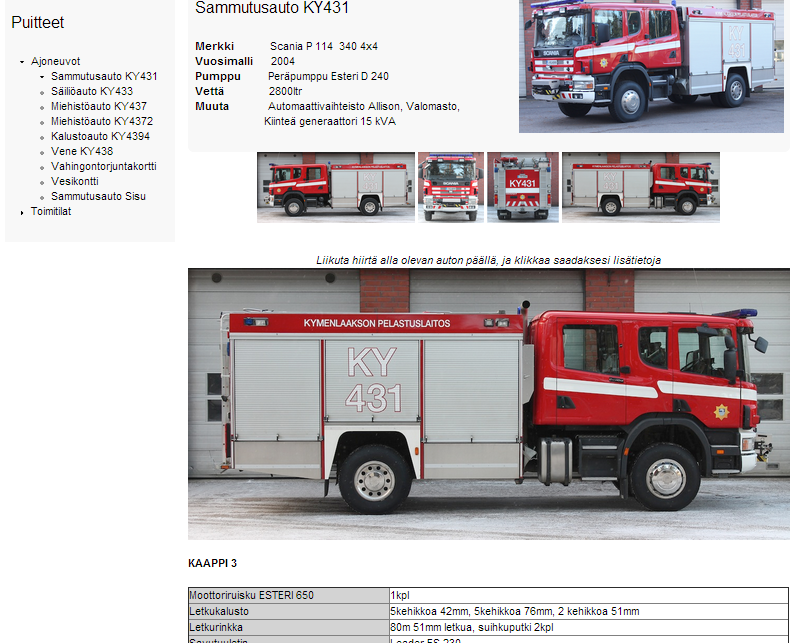 Puitteet
Ajoneuvot
Sammutusauto KY431
Säiliöauto KY433
Miehistöauto KY437
Miehistöauto KY4372
Kalustoauto KY4394
Vene KY438
Vahingontorjuntakortti
Vesikontti
Sammutusauto Sisu
Toimitilat
Sammutusauto KY431
Merkki Scania P 114 340 4x4
Vuosimalli 2004
Pumppu Peräpumppu Esteri D 240
Vettä 2800ltr
Muuta Automaattivaihteisto Allison, Valomasto,
Kiinteä generaattori 15 kVA
KY431
Liikuta hiirtä alla olevan auton päällä, ja klikkaa saadaksesi lisätietoja
KYMENLAAKSON PELASTUSLAITOS
KY
431
KAAPPI 3
Moottoriruisku ESTERI 650 1kpl
Letkukalusto 5kehikkoa 42mm, 5kehikkoa 76mm, 2 kehikkoa 51mm
Letkurinkka 80m 51mm letkua, suihkuputki 2kpl